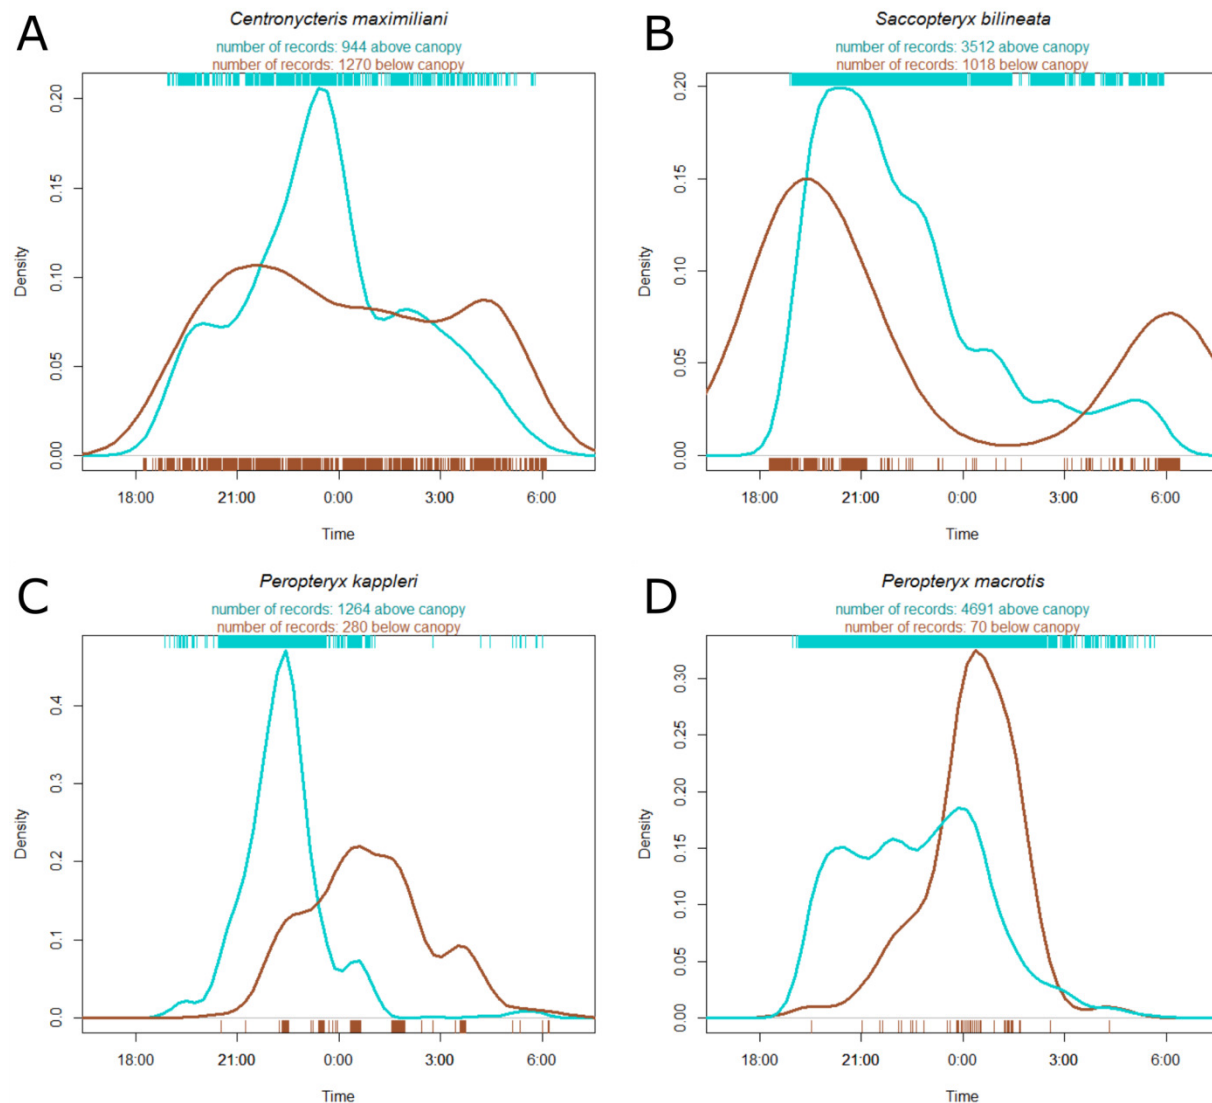 A
Centronycteris maximiliani
number of records: 944 above canopy
number of records: 1270 below canopy
Density
0.20
0.15
0.10
0.05
0.00
18:00 21:00 0:00 3:00 6:00
Time
B
Saccopteryx bilineata
number of records: 3512 above canopy
number of records: 1018 below canopy
Density
0.20
0.15
0.10
0.05
0.00
18:00 21:00 0:00 3:00 6:00
Time
C
Peropteryx kappleri
number of records: 1264 above canopy
number of records: 280 below canopy
Density
0.4
0.3
0.2
0.1
0.0
18:00 21:00 0:00 3:00 6:00
Time
D
Peropteryx macrotis
number of records: 4691 above canopy
number of records: 70 below canopy
Density
0.30
0.25
0.20
0.15
0.10
0.05
0.00
18:00 21:00 0:00 3:00 6:00
Time